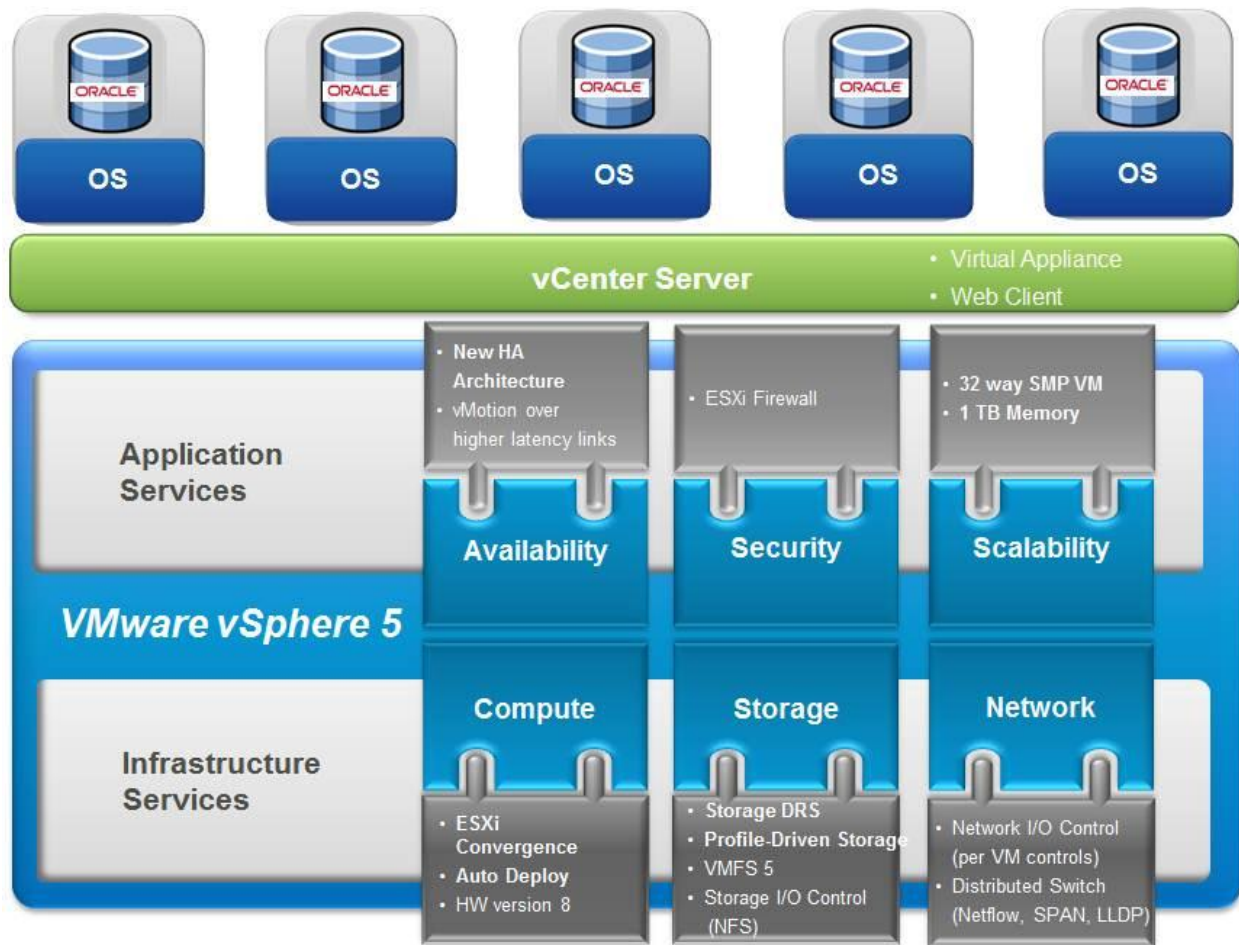 ORACLE
OS
ORACLE
OS
ORACLE
OS
ORACLE
OS
ORACLE
OS
vCenter Server
• Virtual Appliance
• Web Client
Application
Services
• New HA
Architecture
• vMotion over
higher latency links
Availability
• ESXi Firewall
Security
• 32 way SMP VM
• 1 TB Memory
Scalability
VMware vSphere 5
Infrastructure
Services
Compute
• ESXi
Convergence
• Auto Deploy
• HW version 8
Storage
• Storage DRS
• Profile-Driven Storage
• VMFS 5
• Storage I/O Control
(NFS)
Network
• Network I/O Control
(per VM controls)
• Distributed Switch
(Netflow, SPAN, LLDP)